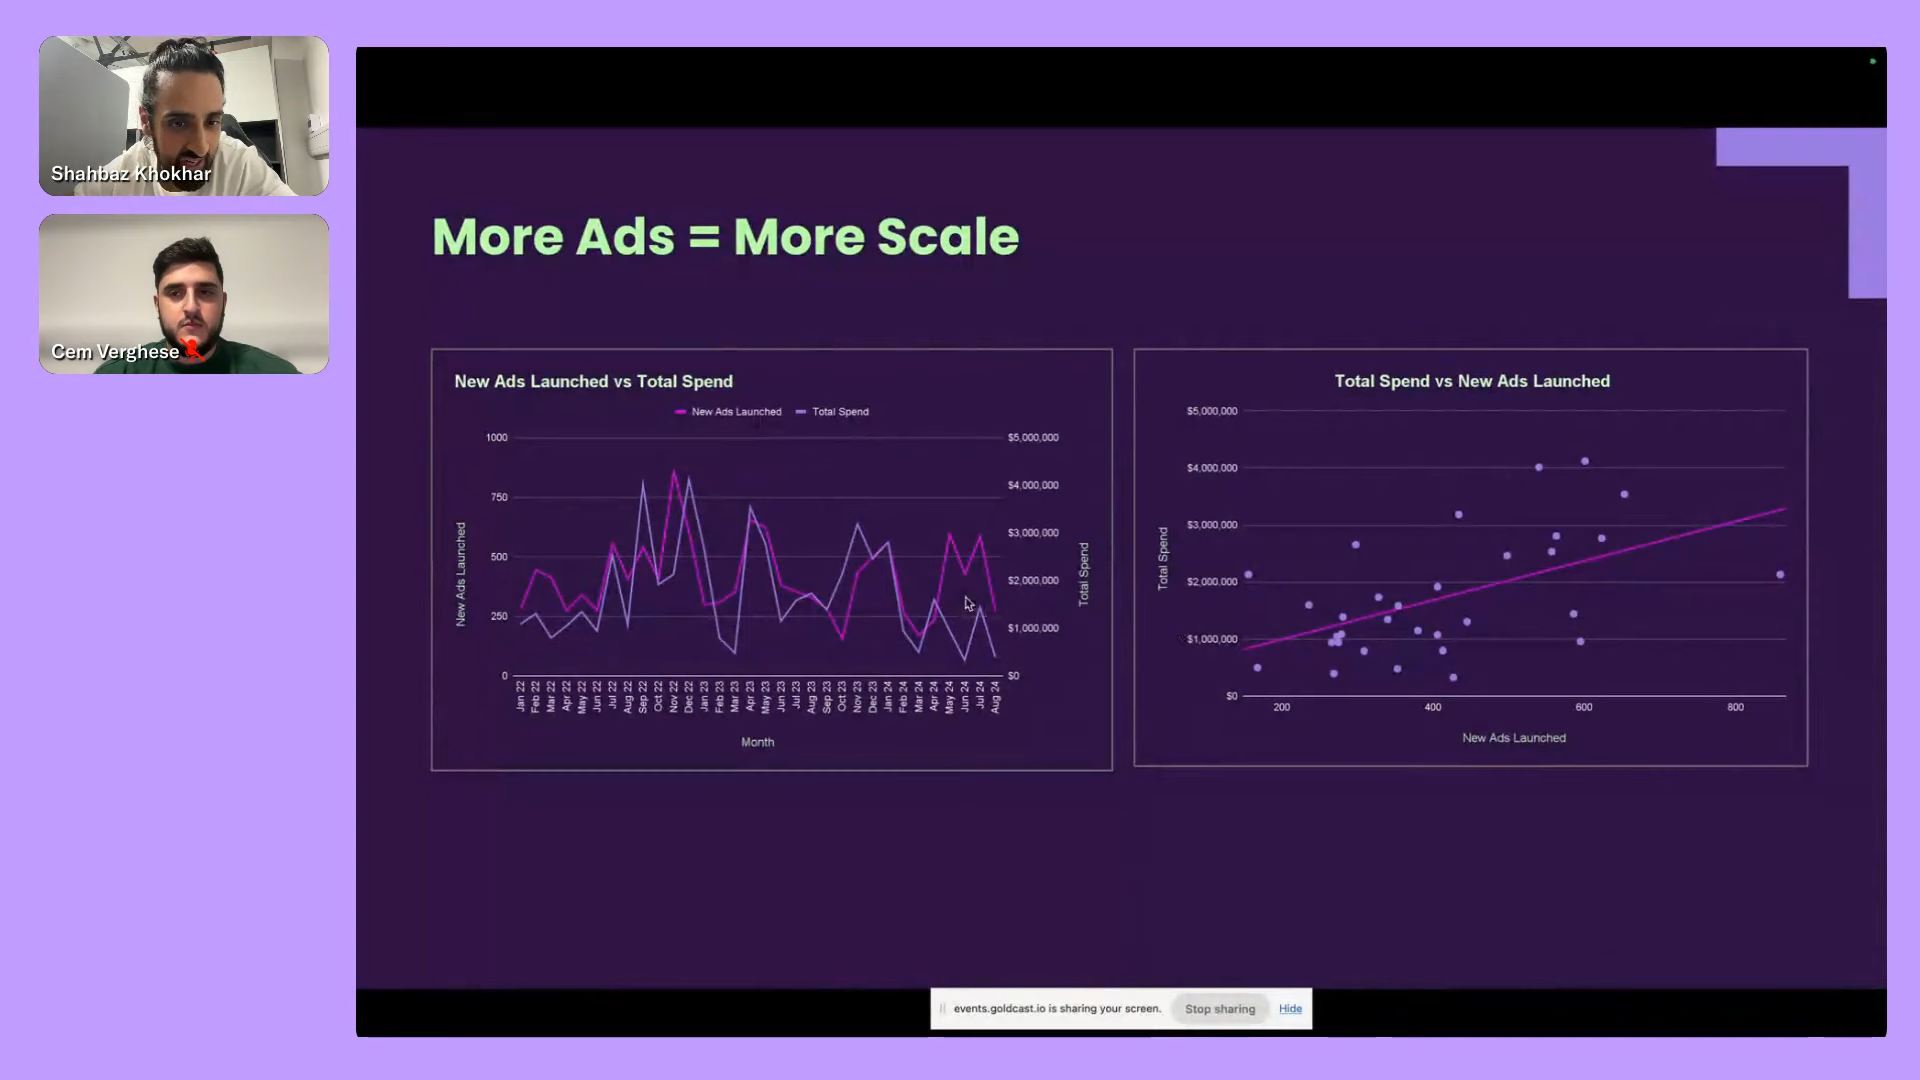 Shahbaz Khokhar
Cem Verghese
More Ads = More Scale
New Ads Launched vs Total Spend
New Ads Launched
Total Spend
1000
750
500
250
0
$5,000,000
$4,000,000
$3,000,000
$2,000,000
$1,000,000
$0
New Ads Launched
Total Spend
Jan 22
Feb 22
Mar 22
Apr 22
May 22
Jun 22
Jul 22
Aug 22
Sep 22
Oct 22
Nov 22
Dec 22
Jan 23
Feb 23
Mar 23
Apr 23
May 23
Jun 23
Jul 23
Aug 23
Sep 23
Oct 23
Nov 23
Dec 23
Jan 24
Feb 24
Mar 24
Apr 24
May 24
Jun 24
Jul 24
Aug 24
Month
Total Spend vs New Ads Launched
$5,000,000
$4,000,000
$3,000,000
$2,000,000
$1,000,000
$0
Total Spend
200
400
600
800
New Ads Launched
events.goldcast.io is sharing your screen.
Stop sharing
Hide